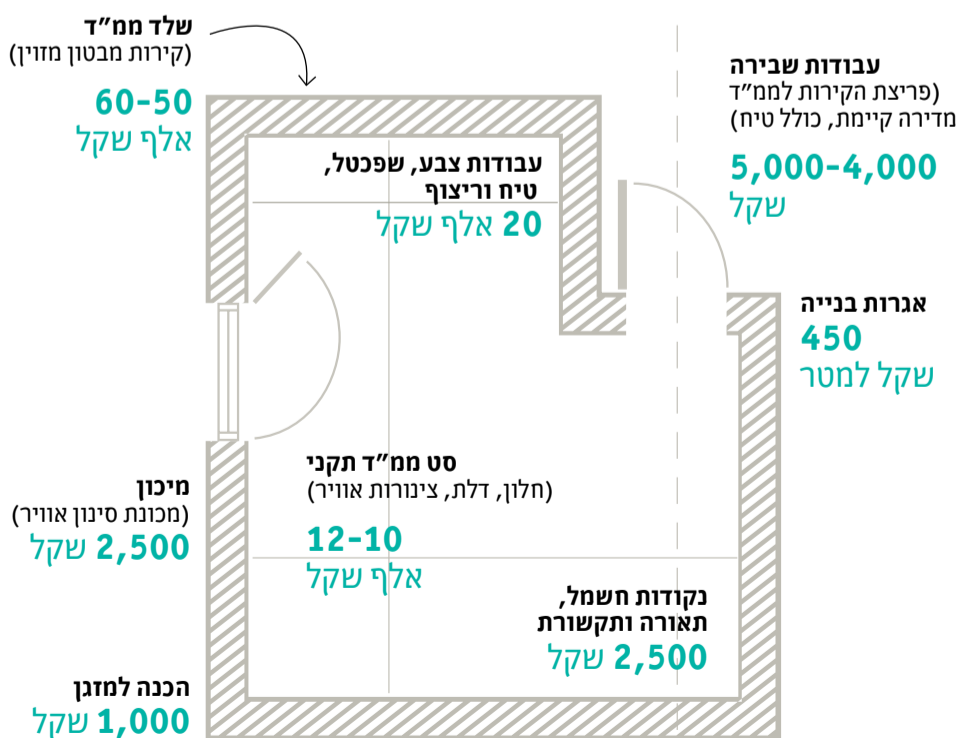 שלד ממ״ד
(קירות מבטון מזוין)
60-50
אלף שקל
עבודות שבירה
(פריצת הקירות לממ״ד
מדירה קיימת, כולל טיח)
5,000-4,000
שקל
עבודות צבע, שפכטל,
טיח וריצוף
20 אלף שקל
אגרות בנייה
450
שקל למטר
סט ממ״ד תקני
(חלון, דלת, צינורות אוויר)
12-10
אלף שקל
מיכון
(מכונת סינון אוויר)
2,500 שקל
נקודות חשמל,
תאורה ותקשורת
2,500 שקל
הכנה למזגן
1,000 שקל